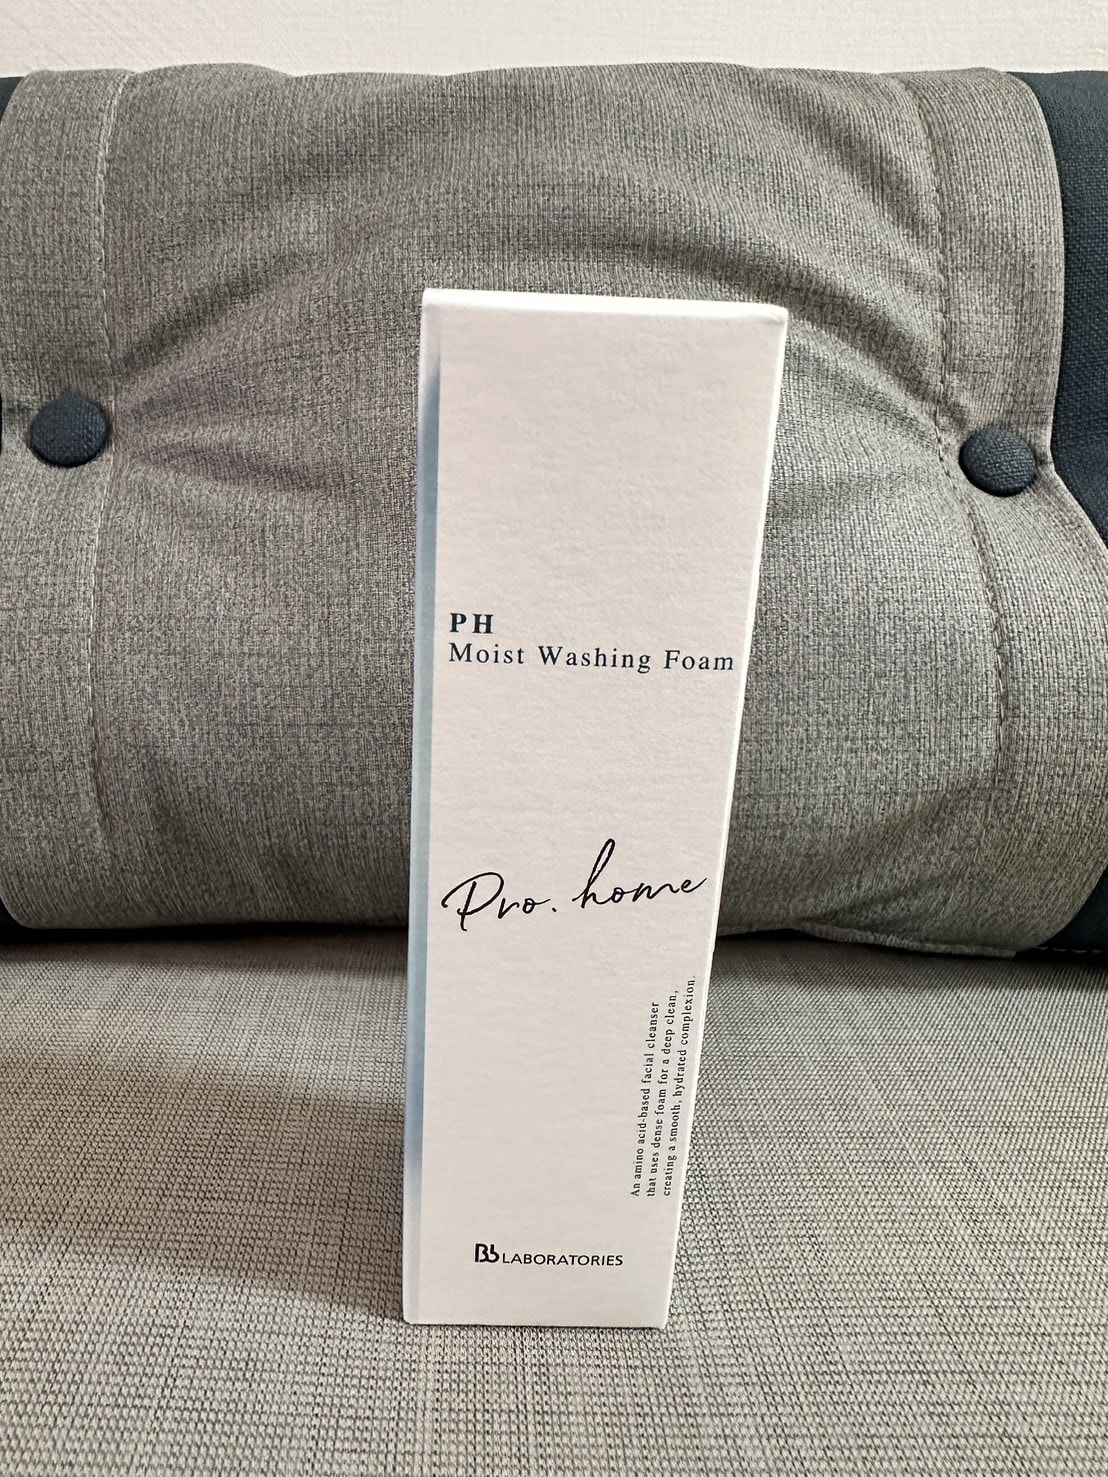 PH
Moist Washing Foam
Pro. home
An amino acid-based facial cleanser
that uses dense foam for a deep clean,
creating a smooth, hydrated complexion.
Bb LABORATORIES